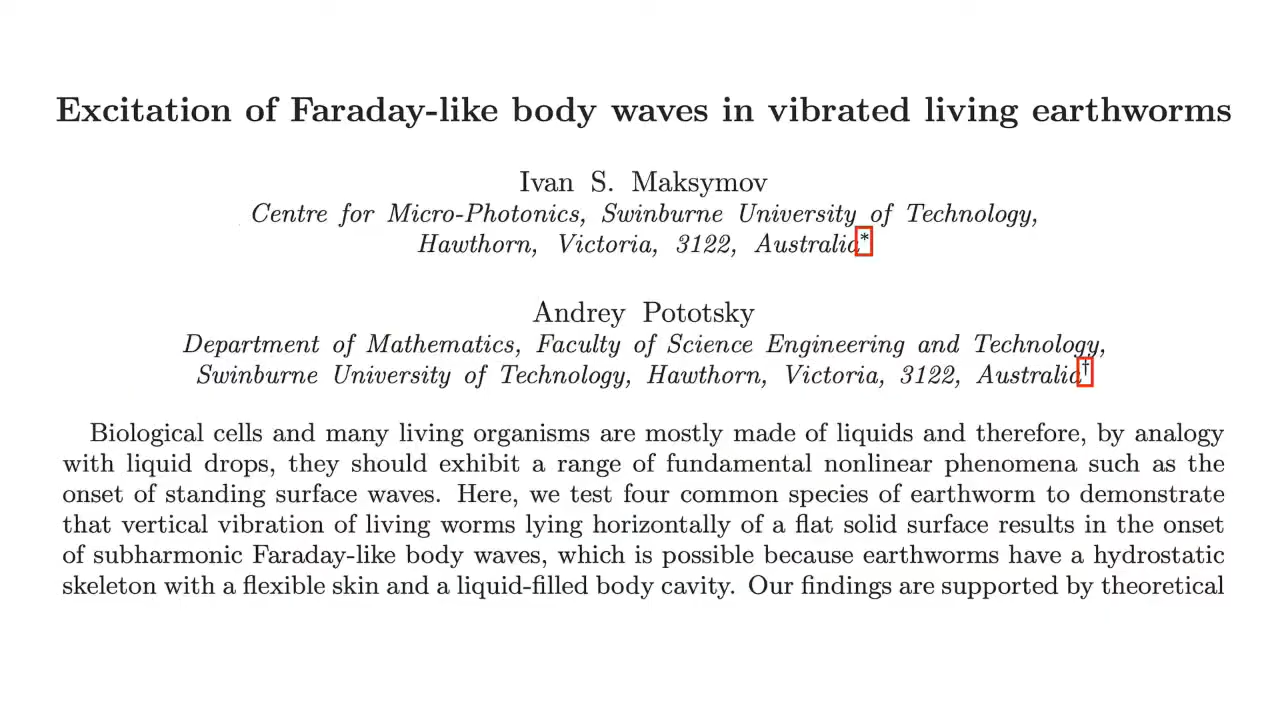 Excitation of Faraday-like body waves in vibrated living earthworms
Ivan S. Maksymov
Centre for Micro-Photonics, Swinburne University of Technology,
Hawthorn, Victoria, 3122, Australia*
Andrey Pototsky
Department of Mathematics, Faculty of Science Engineering and Technology,
Swinburne University of Technology, Hawthorn, Victoria, 3122, Australia†
Biological cells and many living organisms are mostly made of liquids and therefore, by analogy
with liquid drops, they should exhibit a range of fundamental nonlinear phenomena such as the
onset of standing surface waves. Here, we test four common species of earthworm to demonstrate
that vertical vibration of living worms lying horizontally of a flat solid surface results in the onset
of subharmonic Faraday-like body waves, which is possible because earthworms have a hydrostatic
skeleton with a flexible skin and a liquid-filled body cavity. Our findings are supported by theoretical